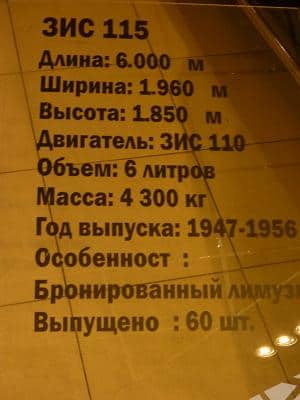 ЗИС 115
Длина: 6.000 м
Ширина: 1.960 м
Высота: 1.850 м
Двигатель: ЗИС 110
Объем: 6 литров
Масса: 4 300 кг
Год выпуска: 1947-1956
Особенност :
Бронированный лимуз
Выпущено : 60 шт.